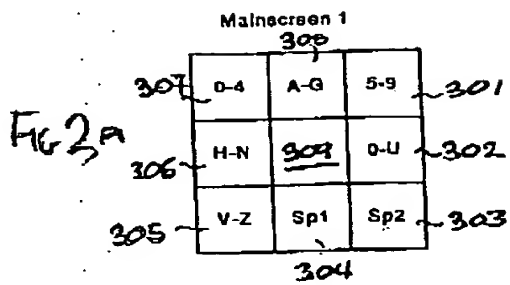 Mainscreen 1
308
307 0-4 A-G 5-9 301
FIG 2A
306 H-N 309 O-U 302
305 V-Z Sp1 Sp2 303
304